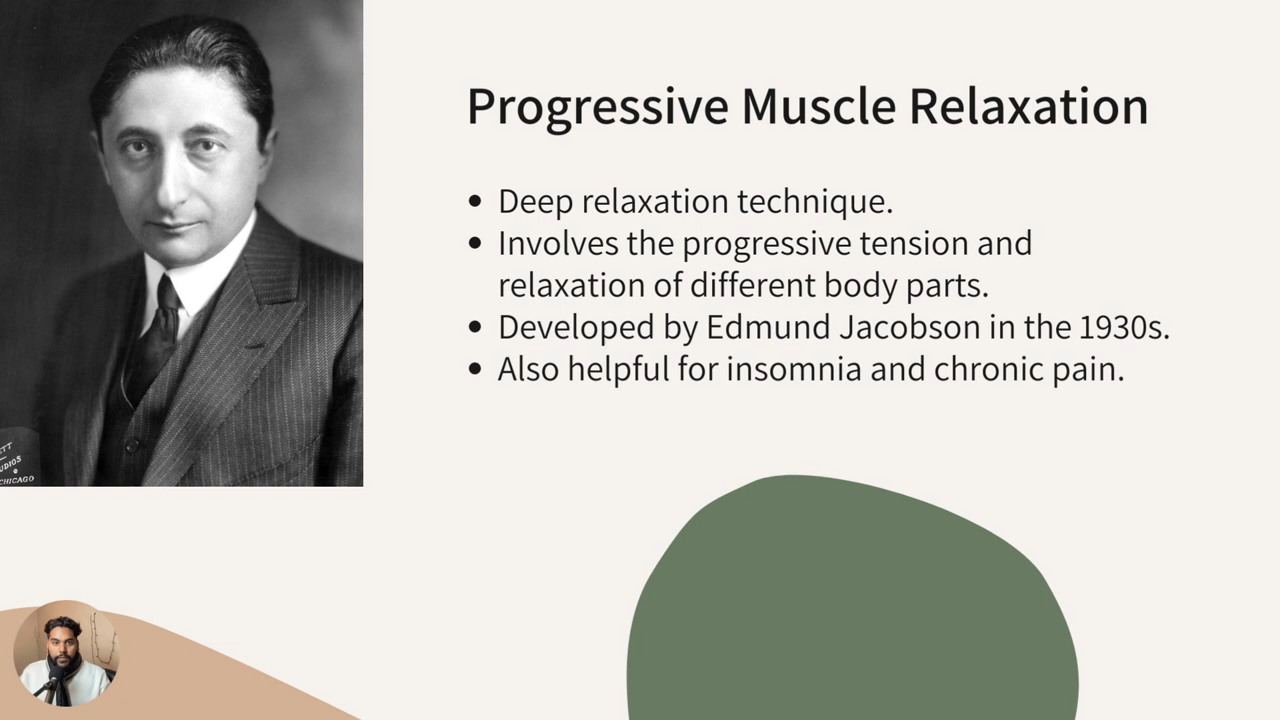 Progressive Muscle Relaxation
• Deep relaxation technique.
• Involves the progressive tension and
relaxation of different body parts.
• Developed by Edmund Jacobson in the 1930s.
• Also helpful for insomnia and chronic pain.
CHICAGO